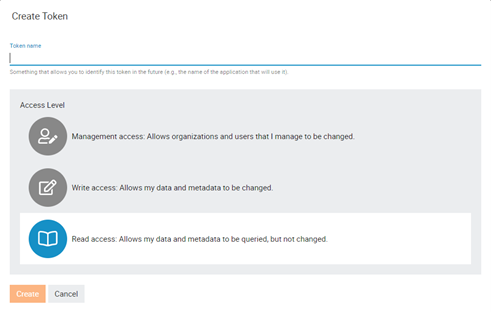 Create Token
Token name
Something that allows you to identify this token in the future (e.g., the name of the application that will use it)
Access Level
Management access: Allows organizations and users that I manage to be changed.
Write access: Allows my data and metadata to be changed.
Read access: Allows my data and metadata to be queried, but not changed.
Create Cancel